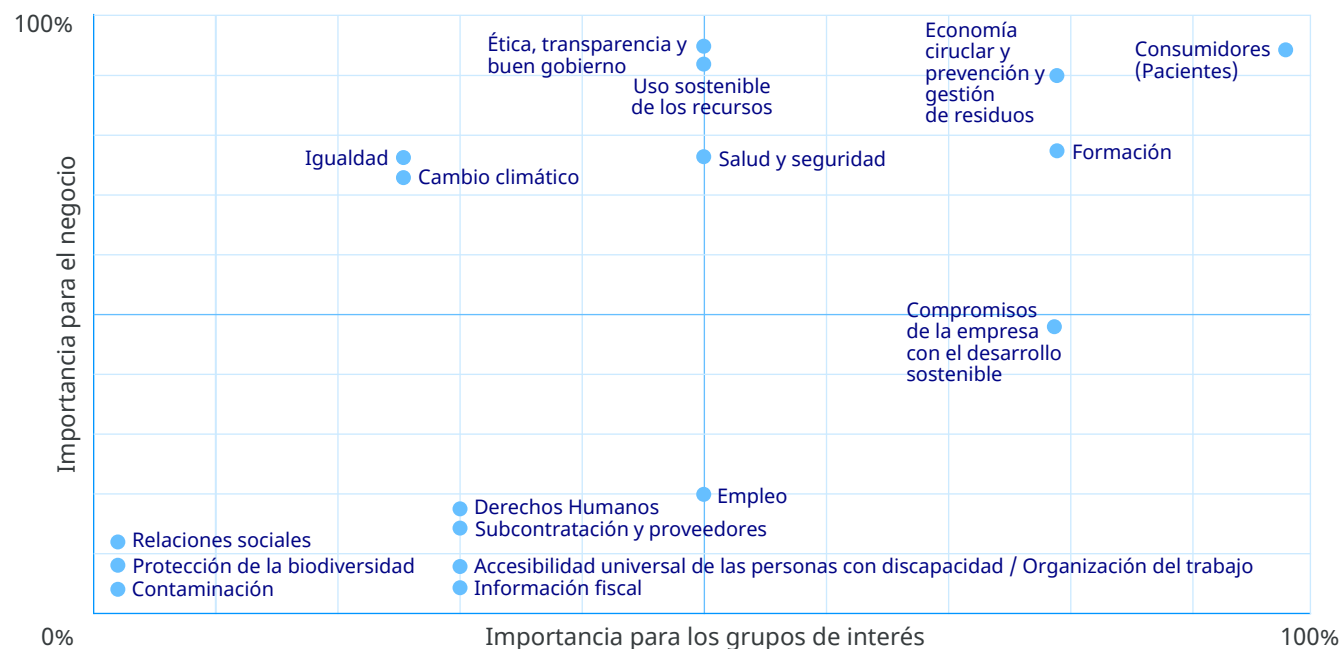 100%
Importancia para el negocio
Ética, transparencia y
buen gobierno
Uso sostenible
de los recursos
Economía
ciruclar y
prevención y
gestión
de residuos
Consumidores
(Pacientes)
Igualdad
Cambio climático
Salud y seguridad
Formación
Compromisos
de la empresa
con el desarrollo
sostenible
Empleo
Derechos Humanos
Subcontratación y proveedores
Relaciones sociales
Protección de la biodiversidad
Contaminación
Accesibilidad universal de las personas con discapacidad / Organización del trabajo
Información fiscal
0%
Importancia para los grupos de interés
100%